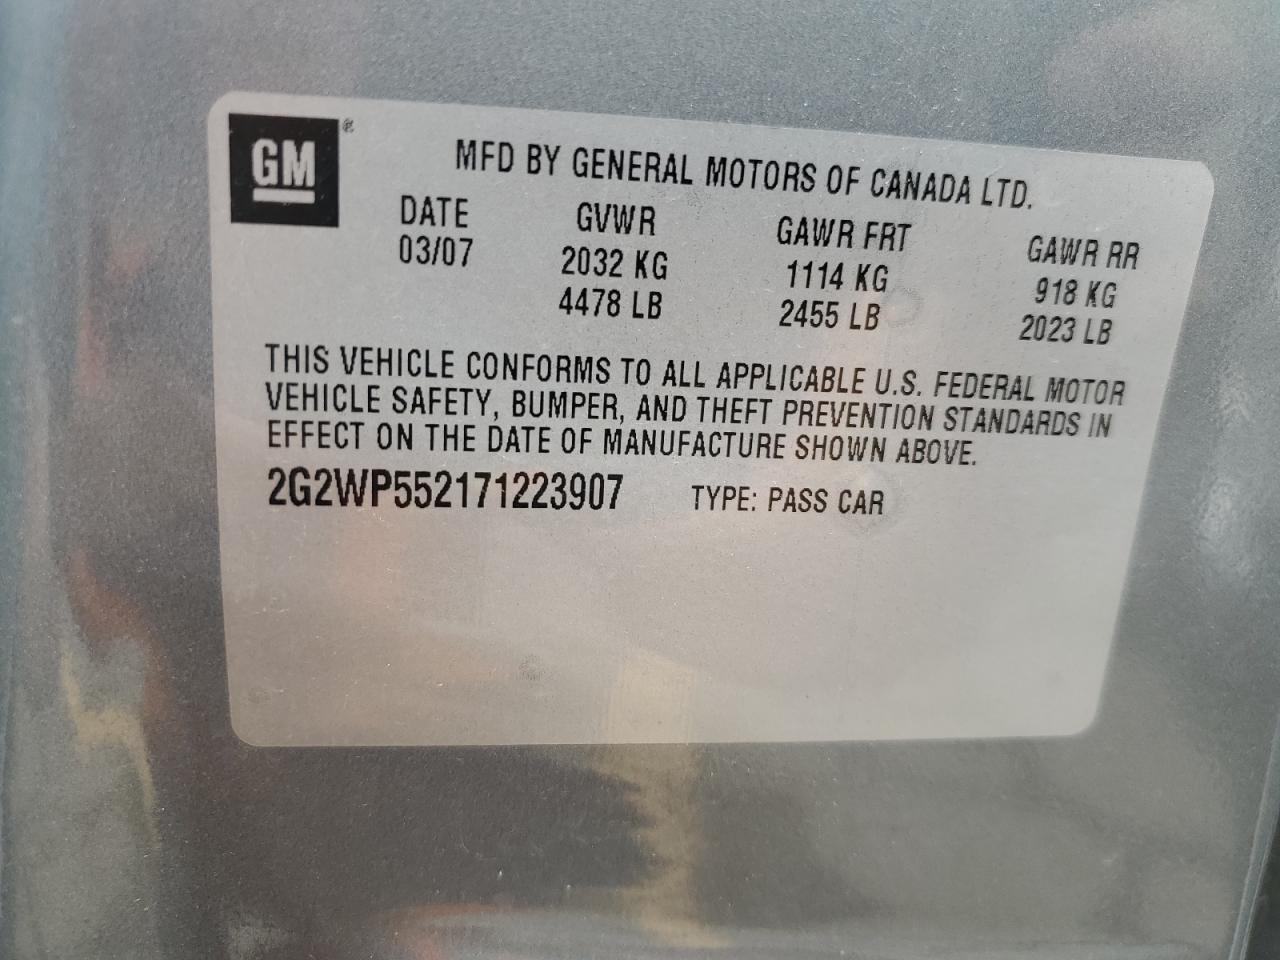 GM®
MFD BY GENERAL MOTORS OF CANADA LTD.
DATE GVWR GAWR FRT GAWR RR
03/07 2032 KG 1114 KG 918 KG
4478 LB 2455 LB 2023 LB
THIS VEHICLE CONFORMS TO ALL APPLICABLE U.S. FEDERAL MOTOR
VEHICLE SAFETY, BUMPER, AND THEFT PREVENTION STANDARDS IN
EFFECT ON THE DATE OF MANUFACTURE SHOWN ABOVE.
2G2WP552171223907 TYPE: PASS CAR